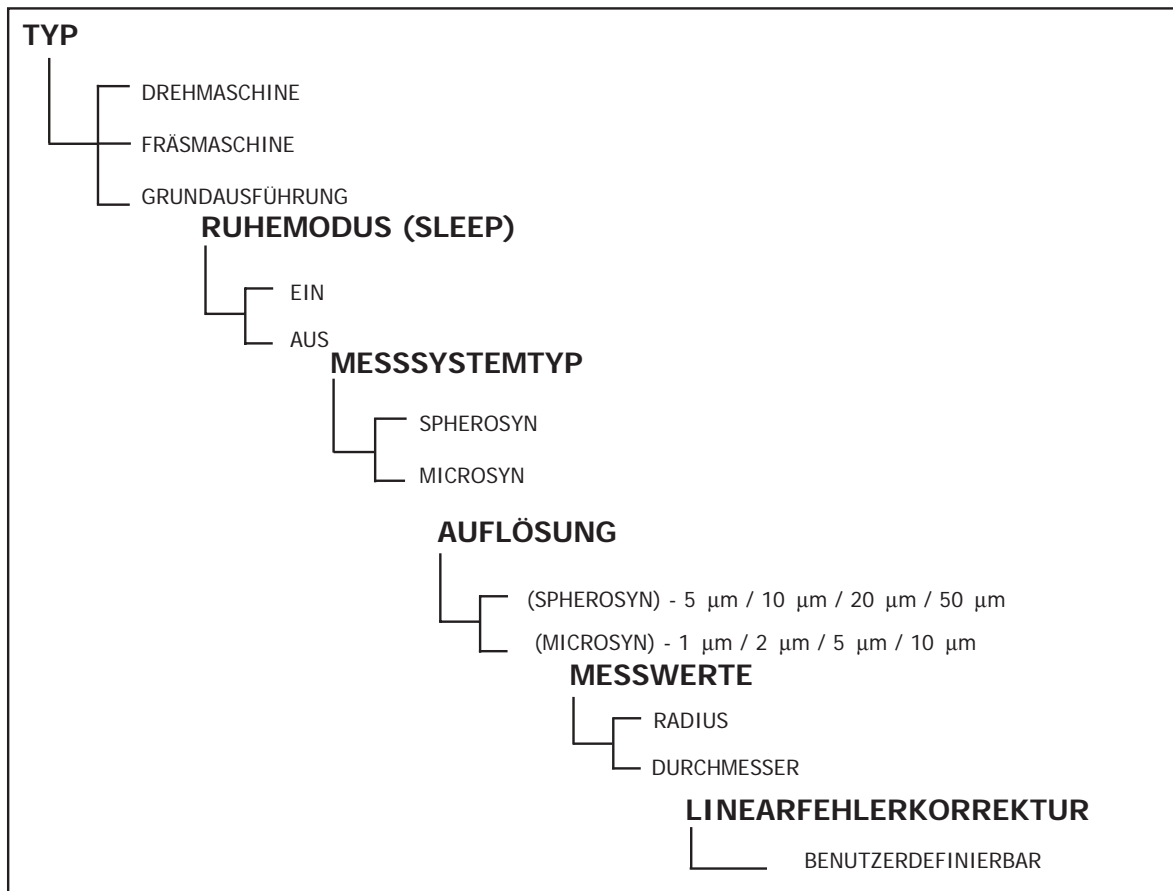 TYP
DREHMASCHINE
FRÄSMASCHINE
GRUNDAUSFÜHRUNG
RUHEMODUS (SLEEP)
EIN
AUS
MESSSYSTEMTYP
SPHEROSYN
MICROSYN
AUFLÖSUNG
(SPHEROSYN) - 5 µm / 10 µm / 20 µm / 50 µm
(MICROSYN) - 1 µm / 2 µm / 5 µm / 10 µm
MESSWERTE
RADIUS
DURCHMESSER
LINEARFEHLERKORREKTUR
BENUTZERDEFINIERBAR